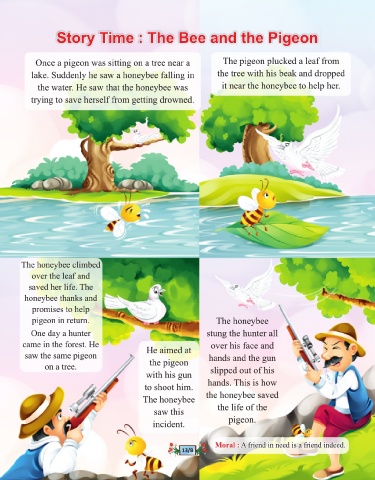 Story Time : The Bee and the Pigeon
Once a pigeon was sitting on a tree near a
lake. Suddenly he saw a honeybee falling in
the water. He saw that the honeybee was
trying to save herself from getting drowned.
The pigeon plucked a leaf from
the tree with his beak and dropped
it near the honeybee to help her.
The honeybee climbed
over the leaf and
saved her life. The
honeybee thanks and
promises to help
pigeon in return.
One day a hunter
came in the forest. He
saw the same pigeon
on a tree.
He aimed at
the pigeon
with his gun
to shoot him.
The honeybee
saw this
incident.
The honeybee
stung the hunter all
over his face and
hands and the gun
slipped out of his
hands. This is how
the honeybee saved
the life of the
pigeon.
Moral : A friend in need is a friend indeed.